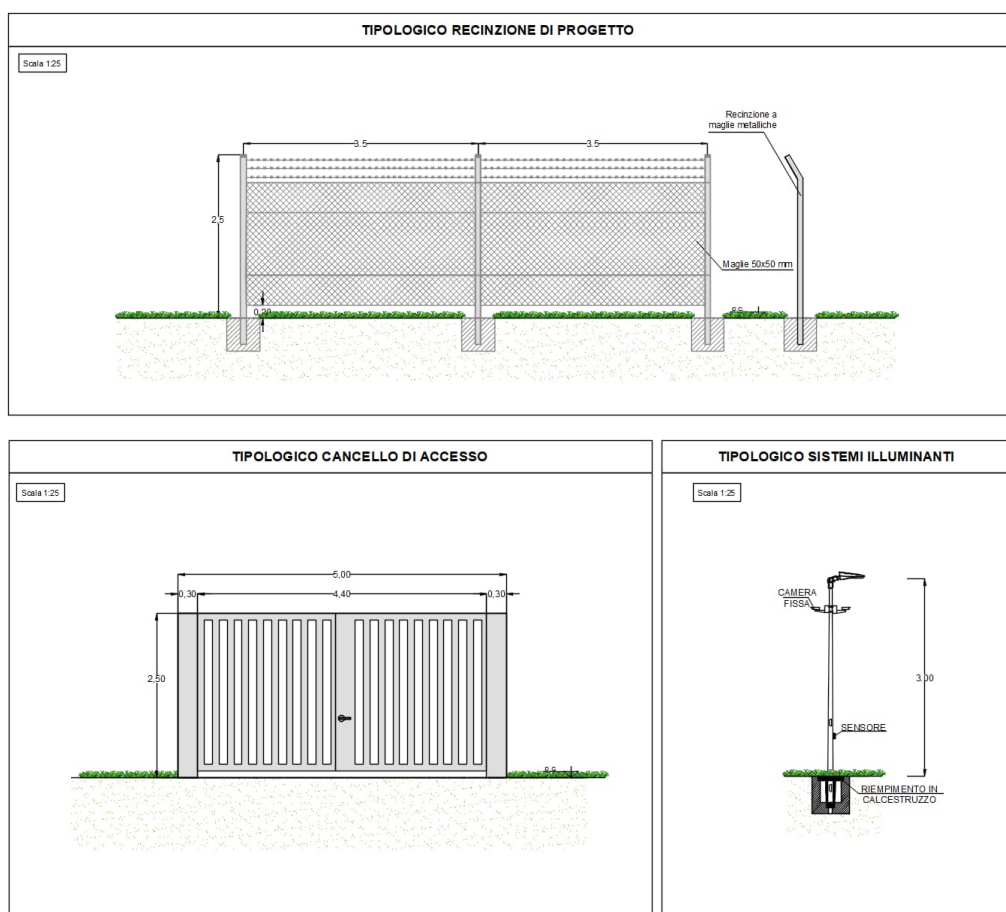 TIPOLOGICO RECINZIONE DI PROGETTO
Scala 1:25
Recinzione a
maglie metalliche
3.5
3.5
2,5
Maglie 50x50 mm
0,20
TIPOLOGICO CANCELLO DI ACCESSO
Scala 1:25
5,00
0,30
4,40
0,30
2,50
TIPOLOGICO SISTEMI ILLUMINANTI
Scala 1:25
CAMERA
FISSA
3.00
SENSORE
RIEMPIMENTO IN
CALCESTRUZZO